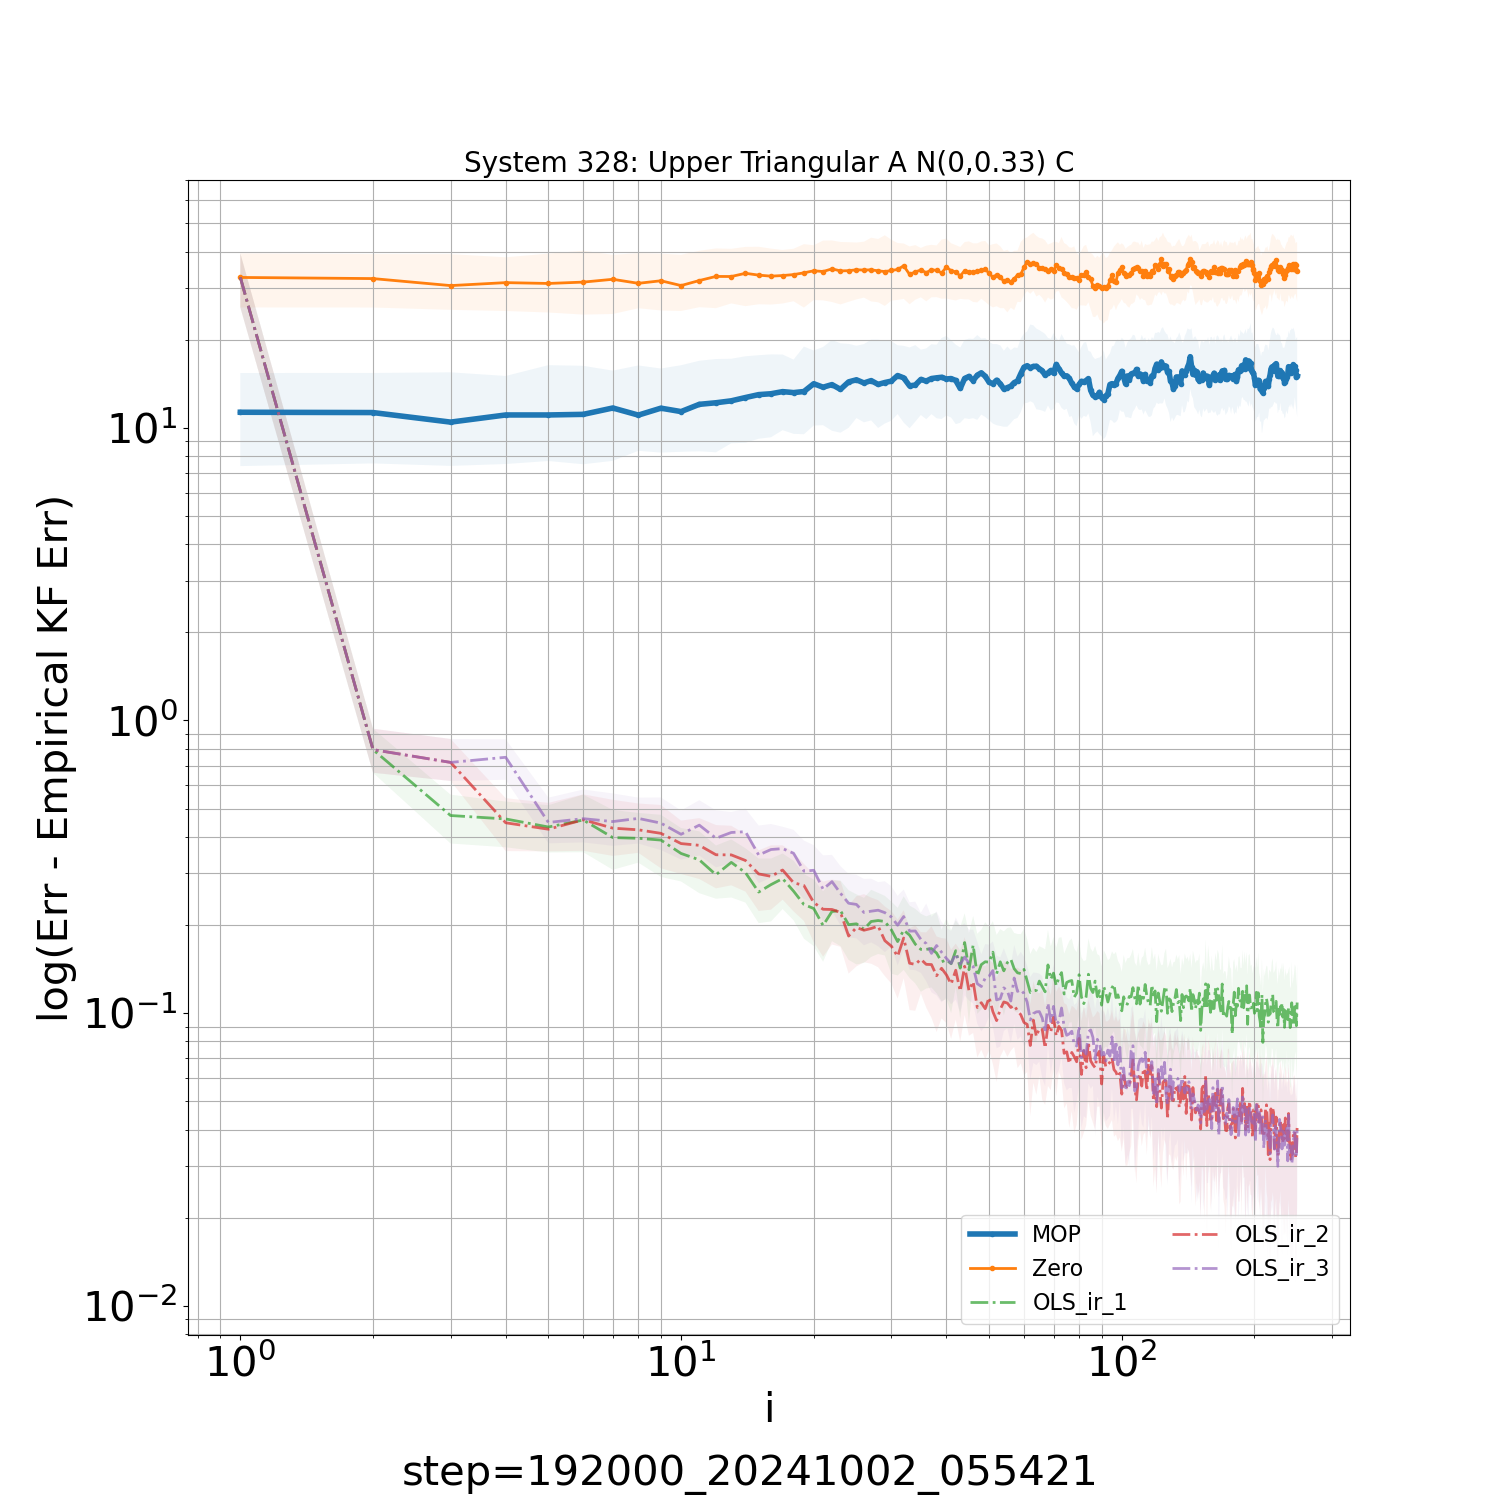 System 328: Upper Triangular A N(0,0.33) C
log(Err - Empirical KF Err)
10¹
10⁰
10⁻¹
10⁻²
10⁰ 10¹ 10²
i
step=192000_20241002_055421
MOP
Zero
OLS_ir_1
OLS_ir_2
OLS_ir_3